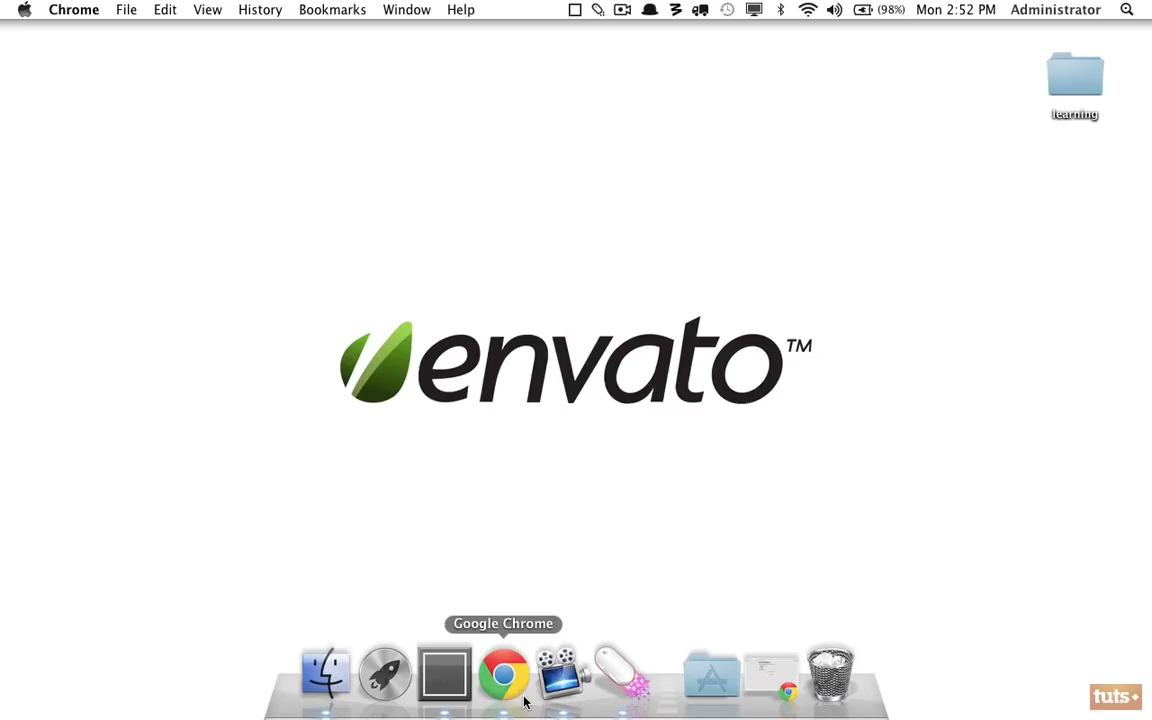 Chrome File Edit View History Bookmarks Window Help (98%) Mon 2:52 PM Administrator
learning
envato™
Google Chrome
tuts+